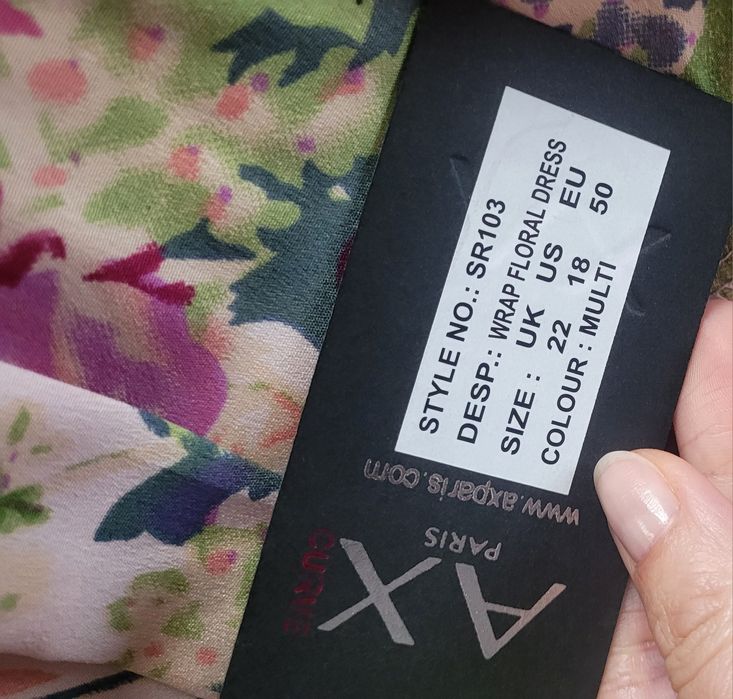 STYLE NO.: SR103
DESP.: WRAP FLORAL DRESS
SIZE : UK US EU
22 18 50
COLOUR : MULTI
www.axparis.com
PARIS
AX
CURVE